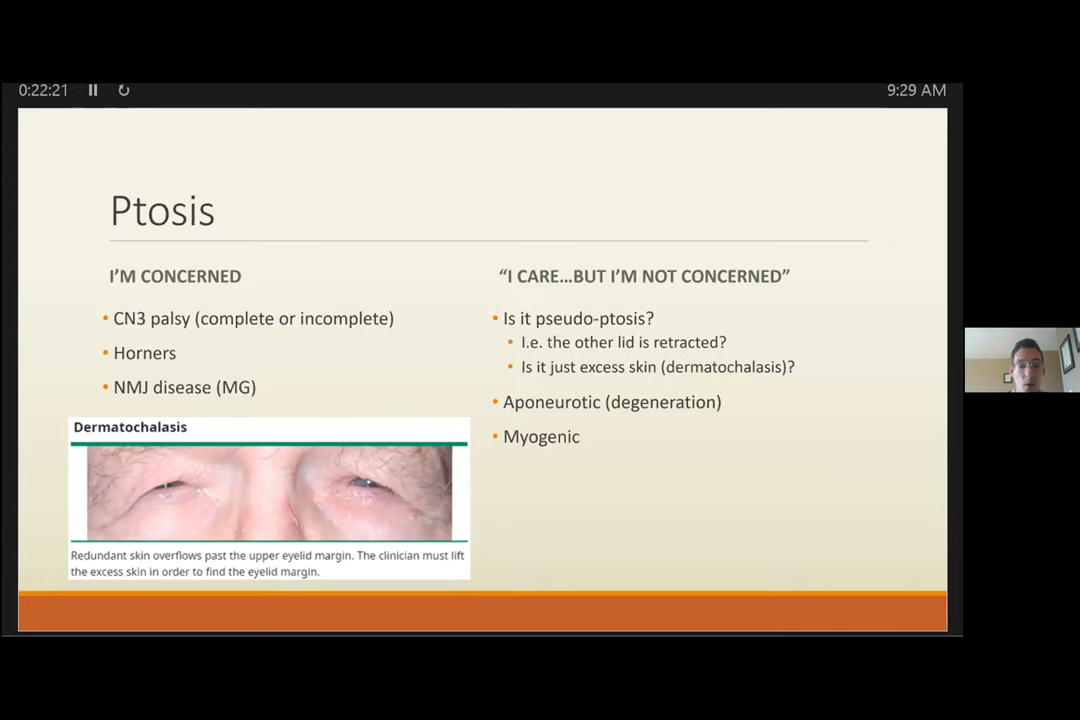 0:22:21
9:29 AM
Ptosis
I'M CONCERNED
• CN3 palsy (complete or incomplete)
• Horners
• NMJ disease (MG)
Dermatochalasis
Redundant skin overflows past the upper eyelid margin. The clinician must lift
the excess skin in order to find the eyelid margin.
“I CARE…BUT I'M NOT CONCERNED”
• Is it pseudo-ptosis?
• I.e. the other lid is retracted?
• Is it just excess skin (dermatochalasis)?
• Aponeurotic (degeneration)
• Myogenic